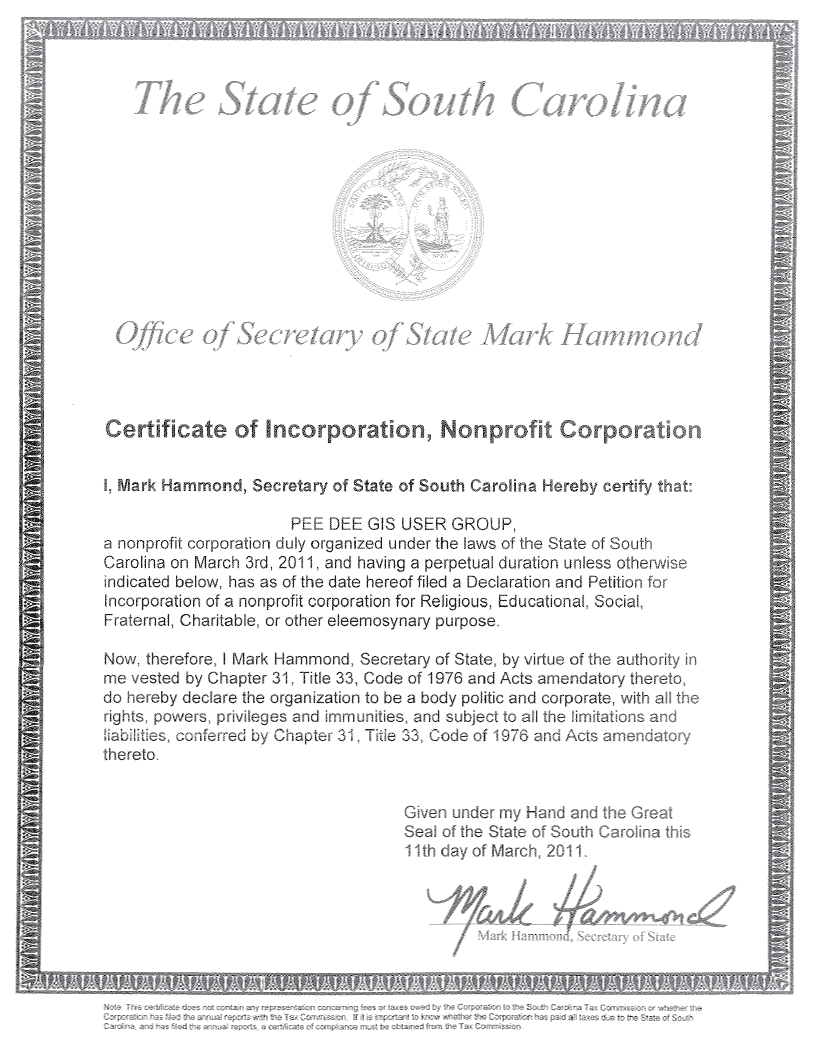 The State of South Carolina
Office of Secretary of State Mark Hammond
Certificate of Incorporation, Nonprofit Corporation
I, Mark Hammond, Secretary of State of South Carolina Hereby certify that:
PEE DEE GIS USER GROUP,
a nonprofit corporation duly organized under the laws of the State of South
Carolina on March 3rd, 2011, and having a perpetual duration unless otherwise
indicated below, has as of the date hereof filed a Declaration and Petition for
Incorporation of a nonprofit corporation for Religious, Educational, Social,
Fraternal, Charitable, or other eleemosynary purpose.
Now, therefore, I Mark Hammond, Secretary of State, by virtue of the authority in
me vested by Chapter 31, Title 33, Code of 1976 and Acts amendatory thereto,
do hereby declare the organization to be a body politic and corporate, with all the
rights, powers, privileges and immunities, and subject to all the limitations and
liabilities, conferred by Chapter 31, Title 33, Code of 1976 and Acts amendatory
thereto.
Given under my Hand and the Great
Seal of the State of South Carolina this
11th day of March, 2011.
Mark Hammond
Mark Hammond, Secretary of State
Note: This certificate does not contain any representation concerning fees or taxes owed by the Corporation to the South Carolina Tax Commission or whether the
Corporation has filed the annual reports with the Tax Commission. If it is important to know whether the Corporation has paid all taxes due to the State of South
Carolina, and has filed the annual reports, a certificate of compliance must be obtained from the Tax Commission.